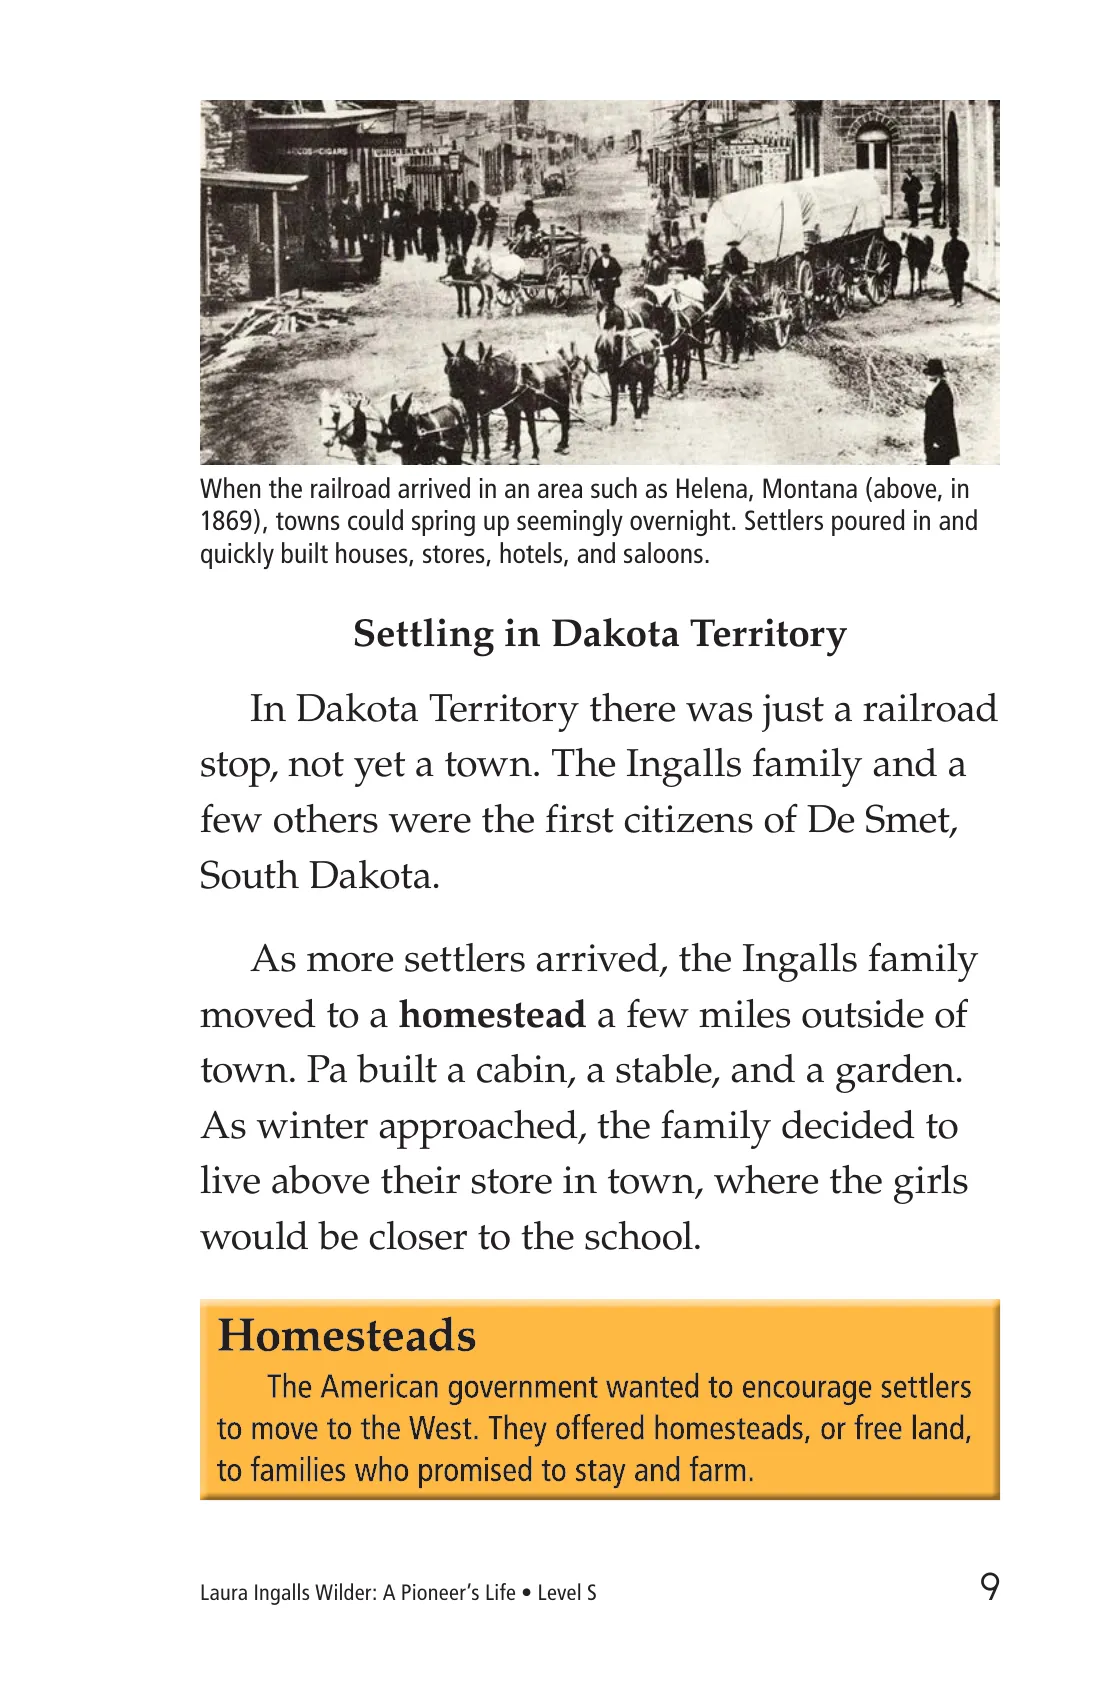 When the railroad arrived in an area such as Helena, Montana (above, in
1869), towns could spring up seemingly overnight. Settlers poured in and
quickly built houses, stores, hotels, and saloons.
Settling in Dakota Territory
In Dakota Territory there was just a railroad
stop, not yet a town. The Ingalls family and a
few others were the first citizens of De Smet,
South Dakota.
As more settlers arrived, the Ingalls family
moved to a homestead a few miles outside of
town. Pa built a cabin, a stable, and a garden.
As winter approached, the family decided to
live above their store in town, where the girls
would be closer to the school.
Homesteads
The American government wanted to encourage settlers
to move to the West. They offered homesteads, or free land,
to families who promised to stay and farm.
Laura Ingalls Wilder: A Pioneer’s Life • Level S
9